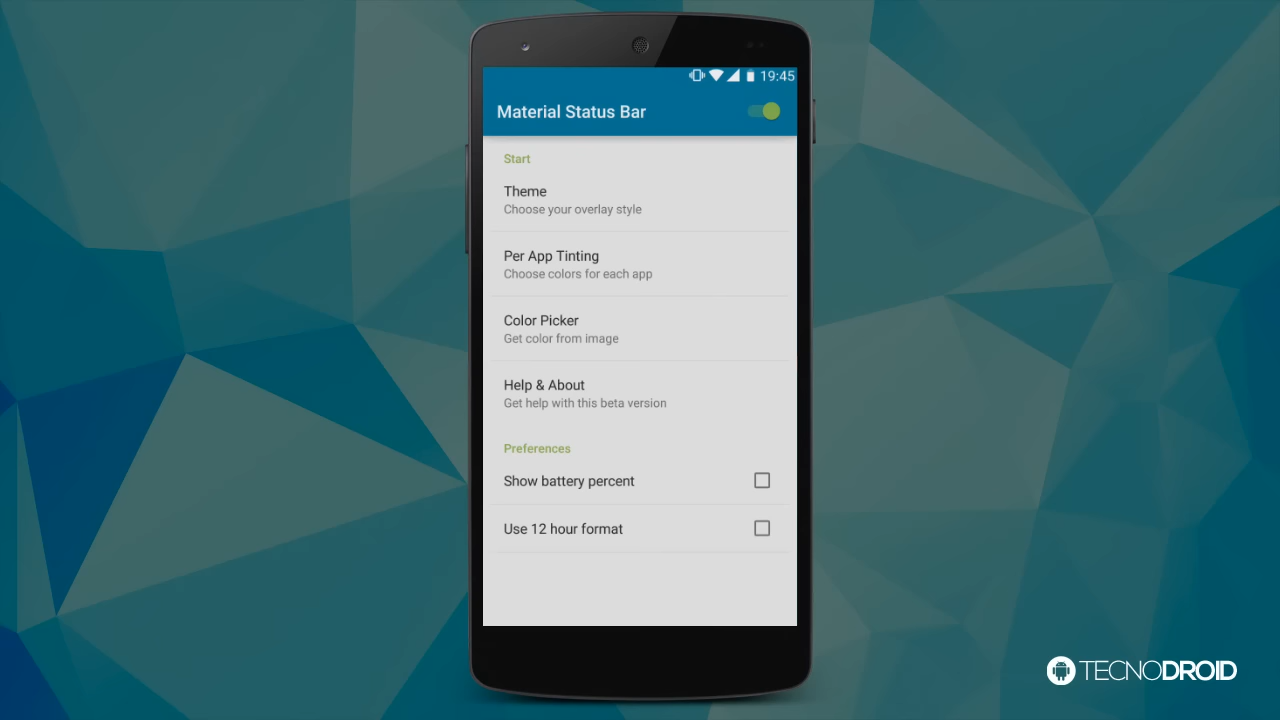 19:45
Material Status Bar
Start
Theme
Choose your overlay style
Per App Tinting
Choose colors for each app
Color Picker
Get color from image
Help & About
Get help with this beta version
Preferences
Show battery percent
Use 12 hour format
TECNODROID